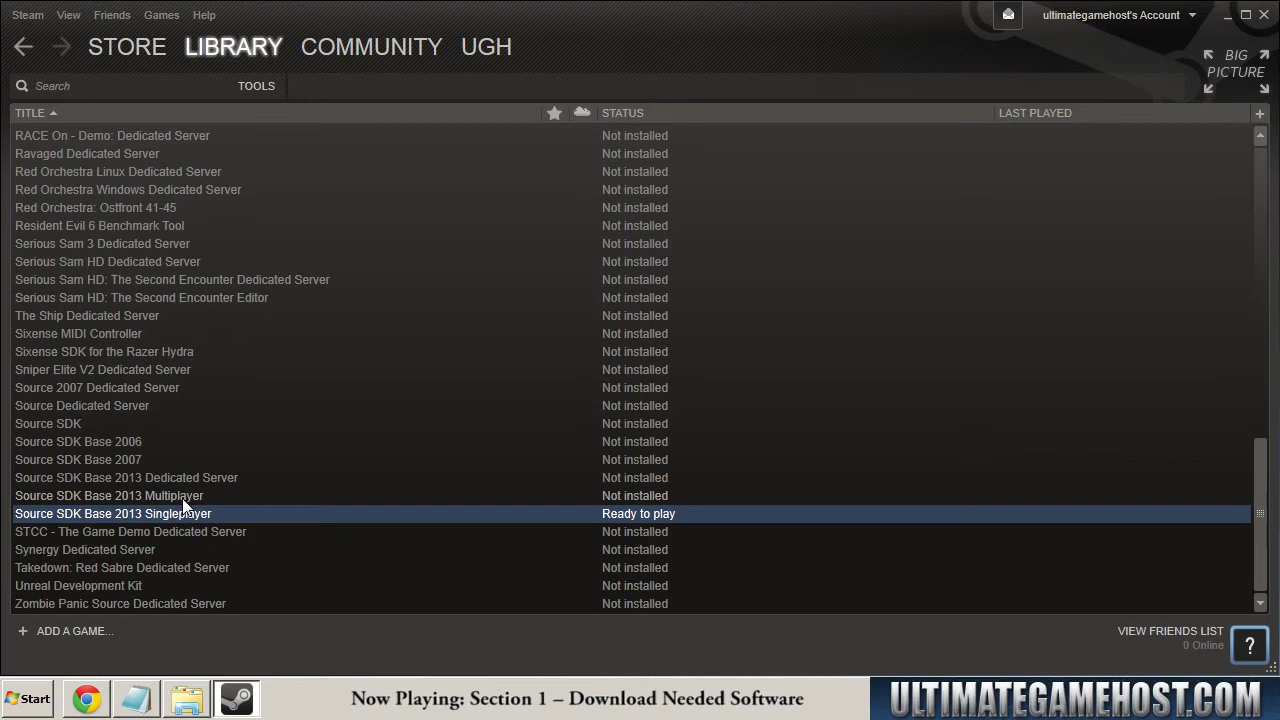 Steam View Friends Games Help ultimategamehost's Account
STORE LIBRARY COMMUNITY UGH
BIG
PICTURE
Search TOOLS
TITLE STATUS LAST PLAYED
RACE On - Demo: Dedicated Server Not installed
Ravaged Dedicated Server Not installed
Red Orchestra Linux Dedicated Server Not installed
Red Orchestra Windows Dedicated Server Not installed
Red Orchestra: Ostfront 41-45 Not installed
Resident Evil 6 Benchmark Tool Not installed
Serious Sam 3 Dedicated Server Not installed
Serious Sam HD Dedicated Server Not installed
Serious Sam HD: The Second Encounter Dedicated Server Not installed
Serious Sam HD: The Second Encounter Editor Not installed
The Ship Dedicated Server Not installed
Sixense MIDI Controller Not installed
Sixense SDK for the Razer Hydra Not installed
Sniper Elite V2 Dedicated Server Not installed
Source 2007 Dedicated Server Not installed
Source Dedicated Server Not installed
Source SDK Not installed
Source SDK Base 2006 Not installed
Source SDK Base 2007 Not installed
Source SDK Base 2013 Dedicated Server Not installed
Source SDK Base 2013 Multiplayer Not installed
Source SDK Base 2013 Singleplayer Ready to play
STCC - The Game Demo Dedicated Server Not installed
Synergy Dedicated Server Not installed
Takedown: Red Sabre Dedicated Server Not installed
Unreal Development Kit Not installed
Zombie Panic Source Dedicated Server Not installed
+ ADD A GAME... VIEW FRIENDS LIST
0 Online
?
Start Now Playing: Section 1 – Download Needed Software ULTIMATEGAMEHOST.COM